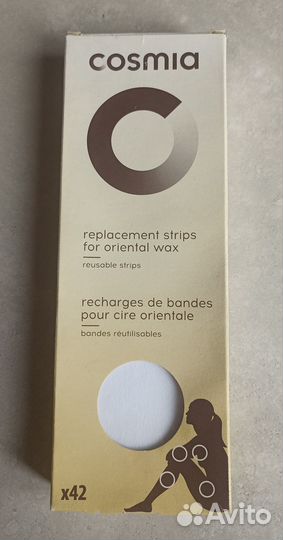 cosmia
replacement strips
for oriental wax
reusable strips
recharges de bandes
pour cire orientale
bandes réutilisables
x42
Avito